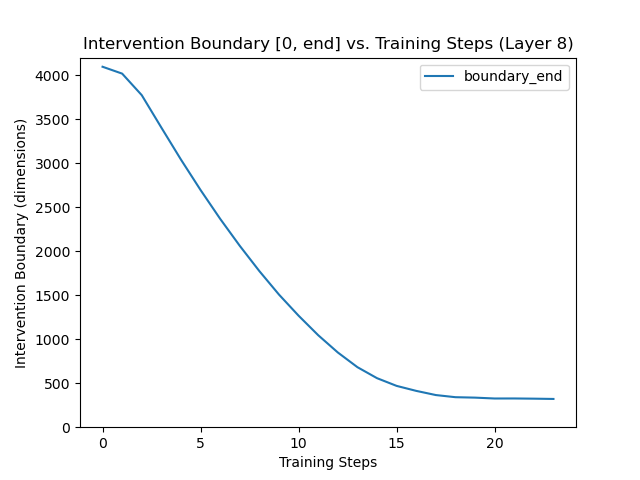 Intervention Boundary [0, end] vs. Training Steps (Layer 8)
boundary_end
Intervention Boundary (dimensions)
4000
3500
3000
2500
2000
1500
1000
500
0
0 5 10 15 20
Training Steps